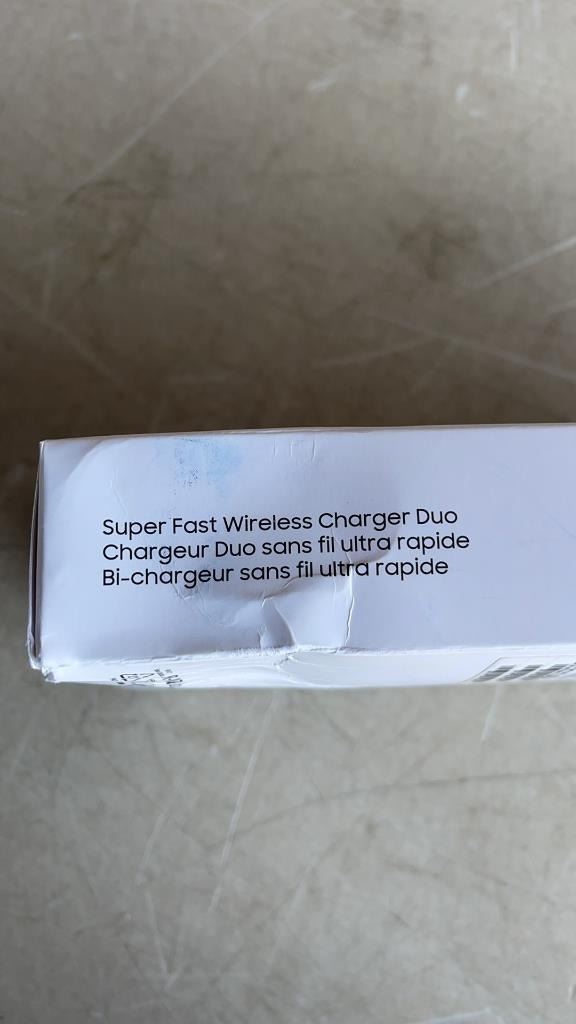 Super Fast Wireless Charger Duo
Chargeur Duo sans fil ultra rapide
Bi-chargeur sans fil ultra rapide